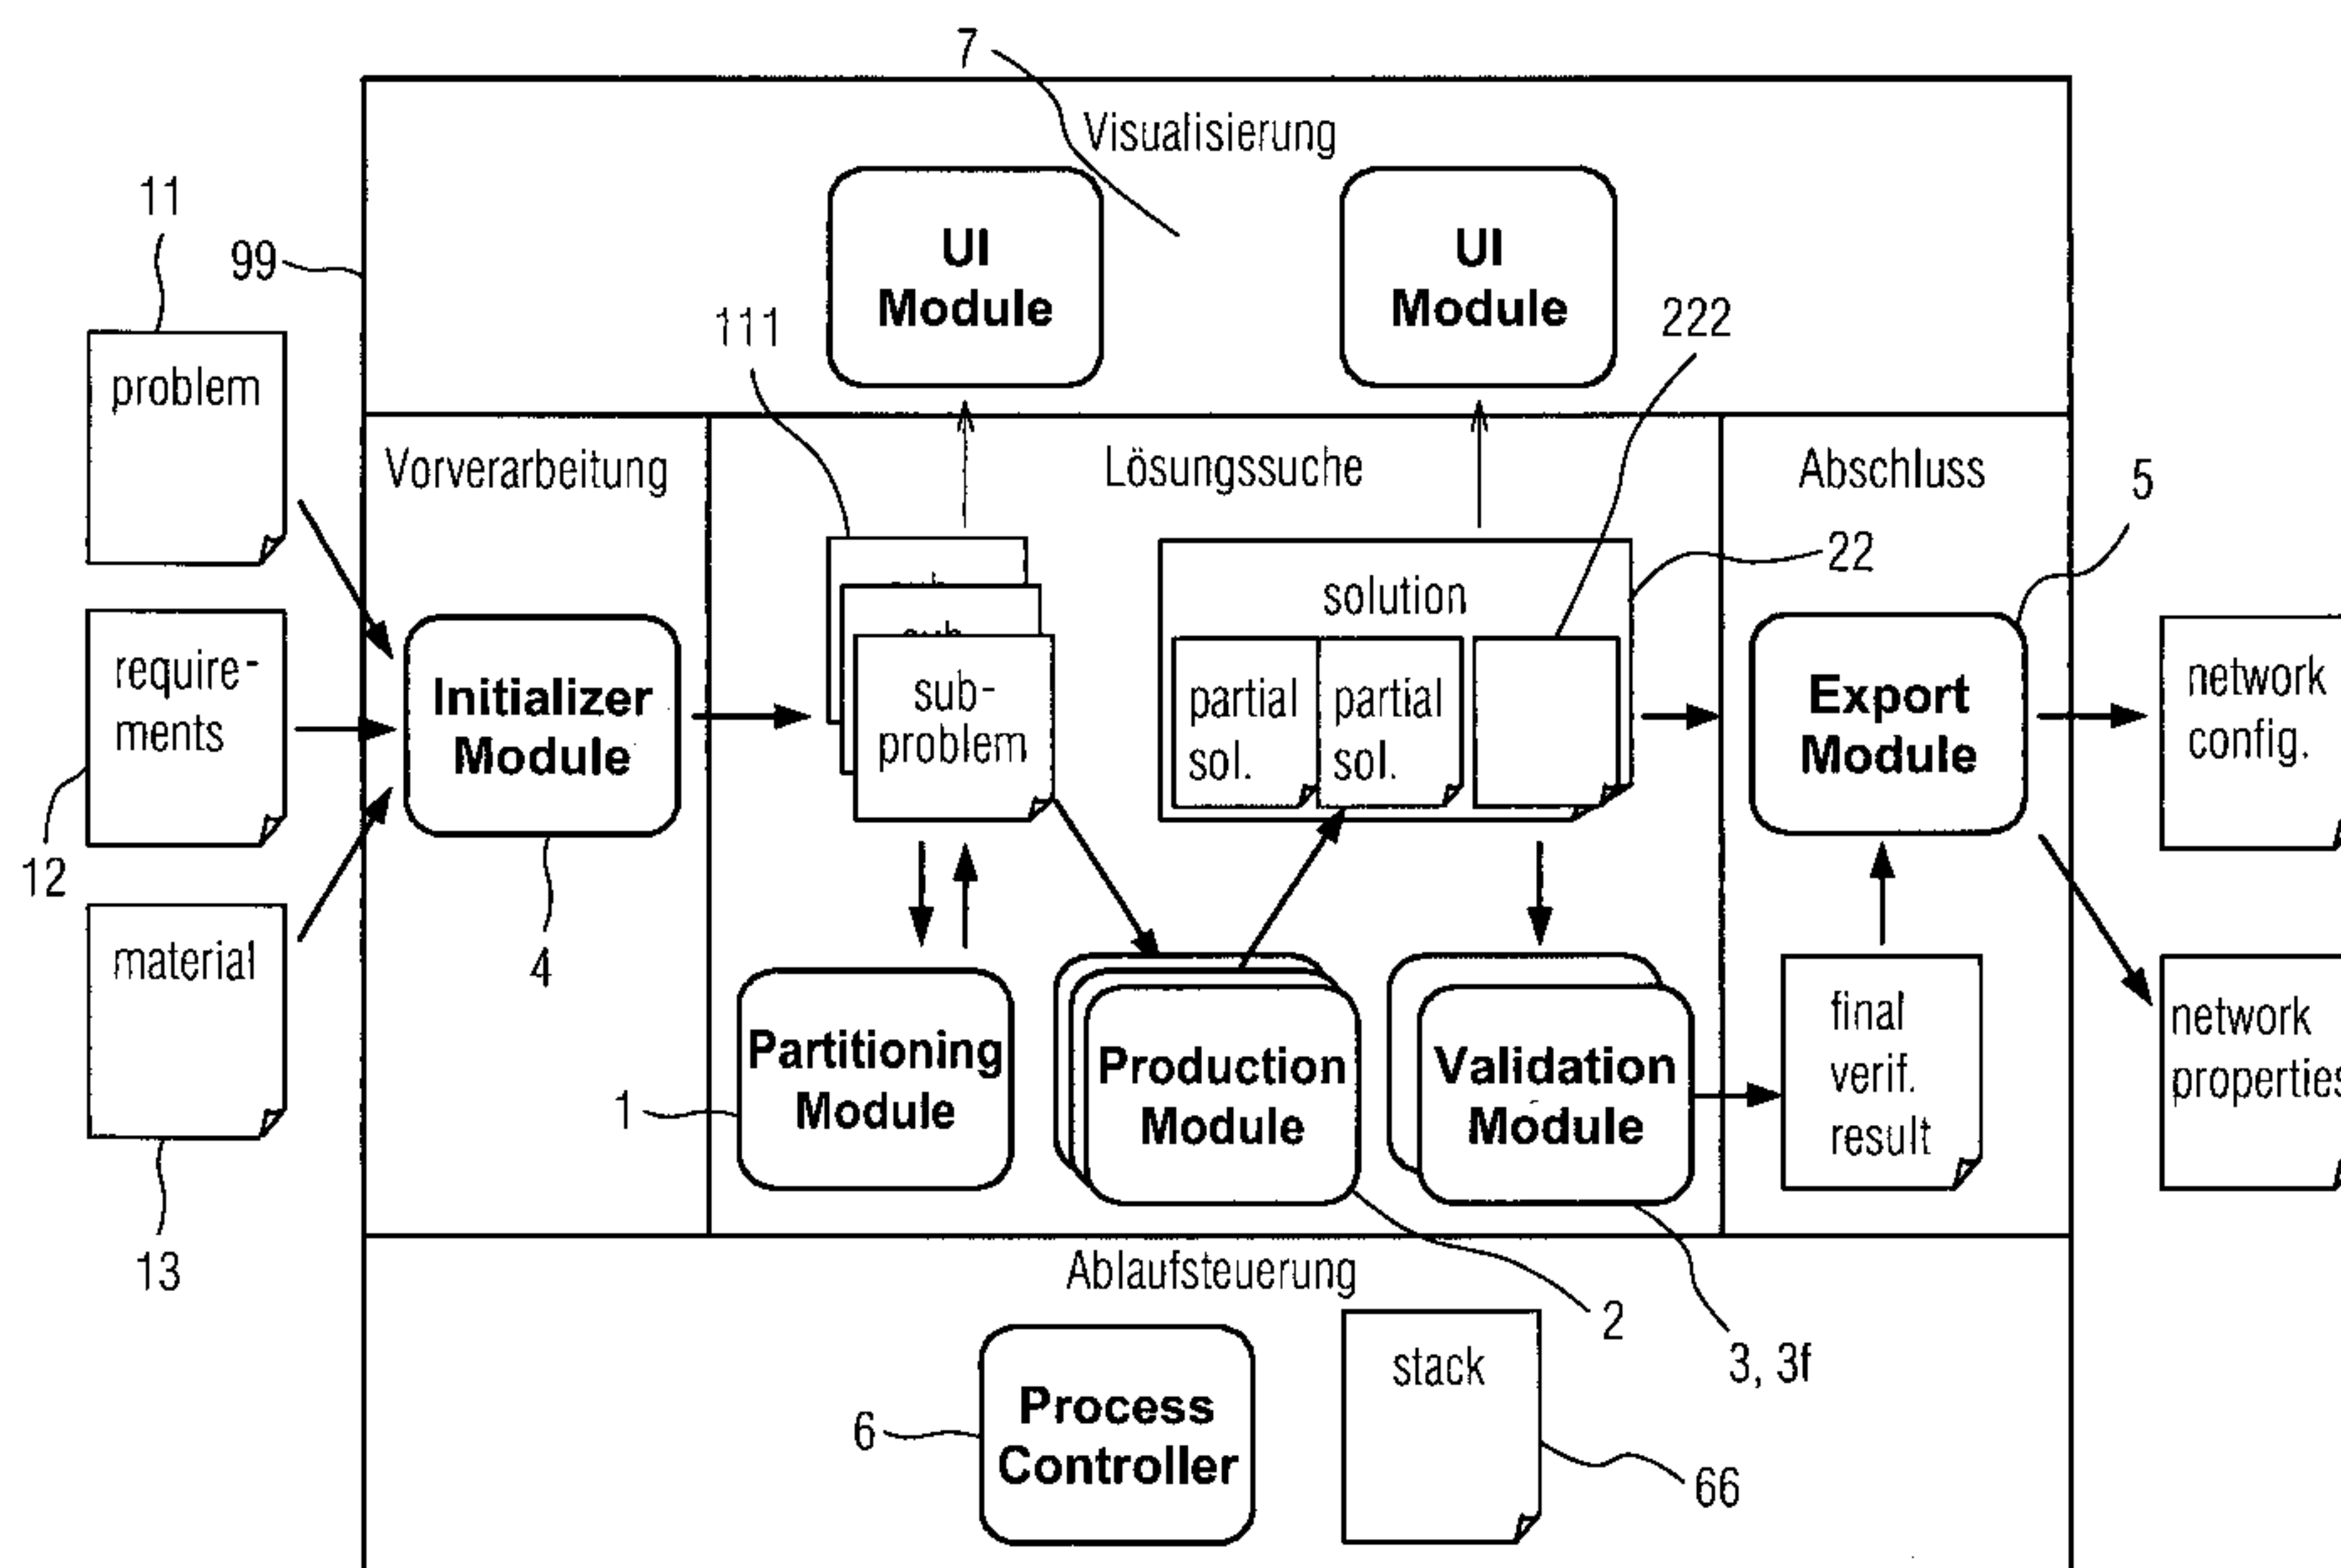 7
Visualisierung
11
99
UI
Module
UI
Module
111
222
problem
Vorverarbeitung
Lösungssuche
Abschluss
5
22
sub
sub
solution
require-
ments
Initializer
Module
sub-
problem
partial
sol.
partial
sol.
Export
Module
network
config.
12
4
material
Partitioning
Module
Production
Module
Validation
Module
final
verif.
result
network
properties
1
13
Ablaufsteuerung
2
3, 3f
Process
Controller
stack
6
66